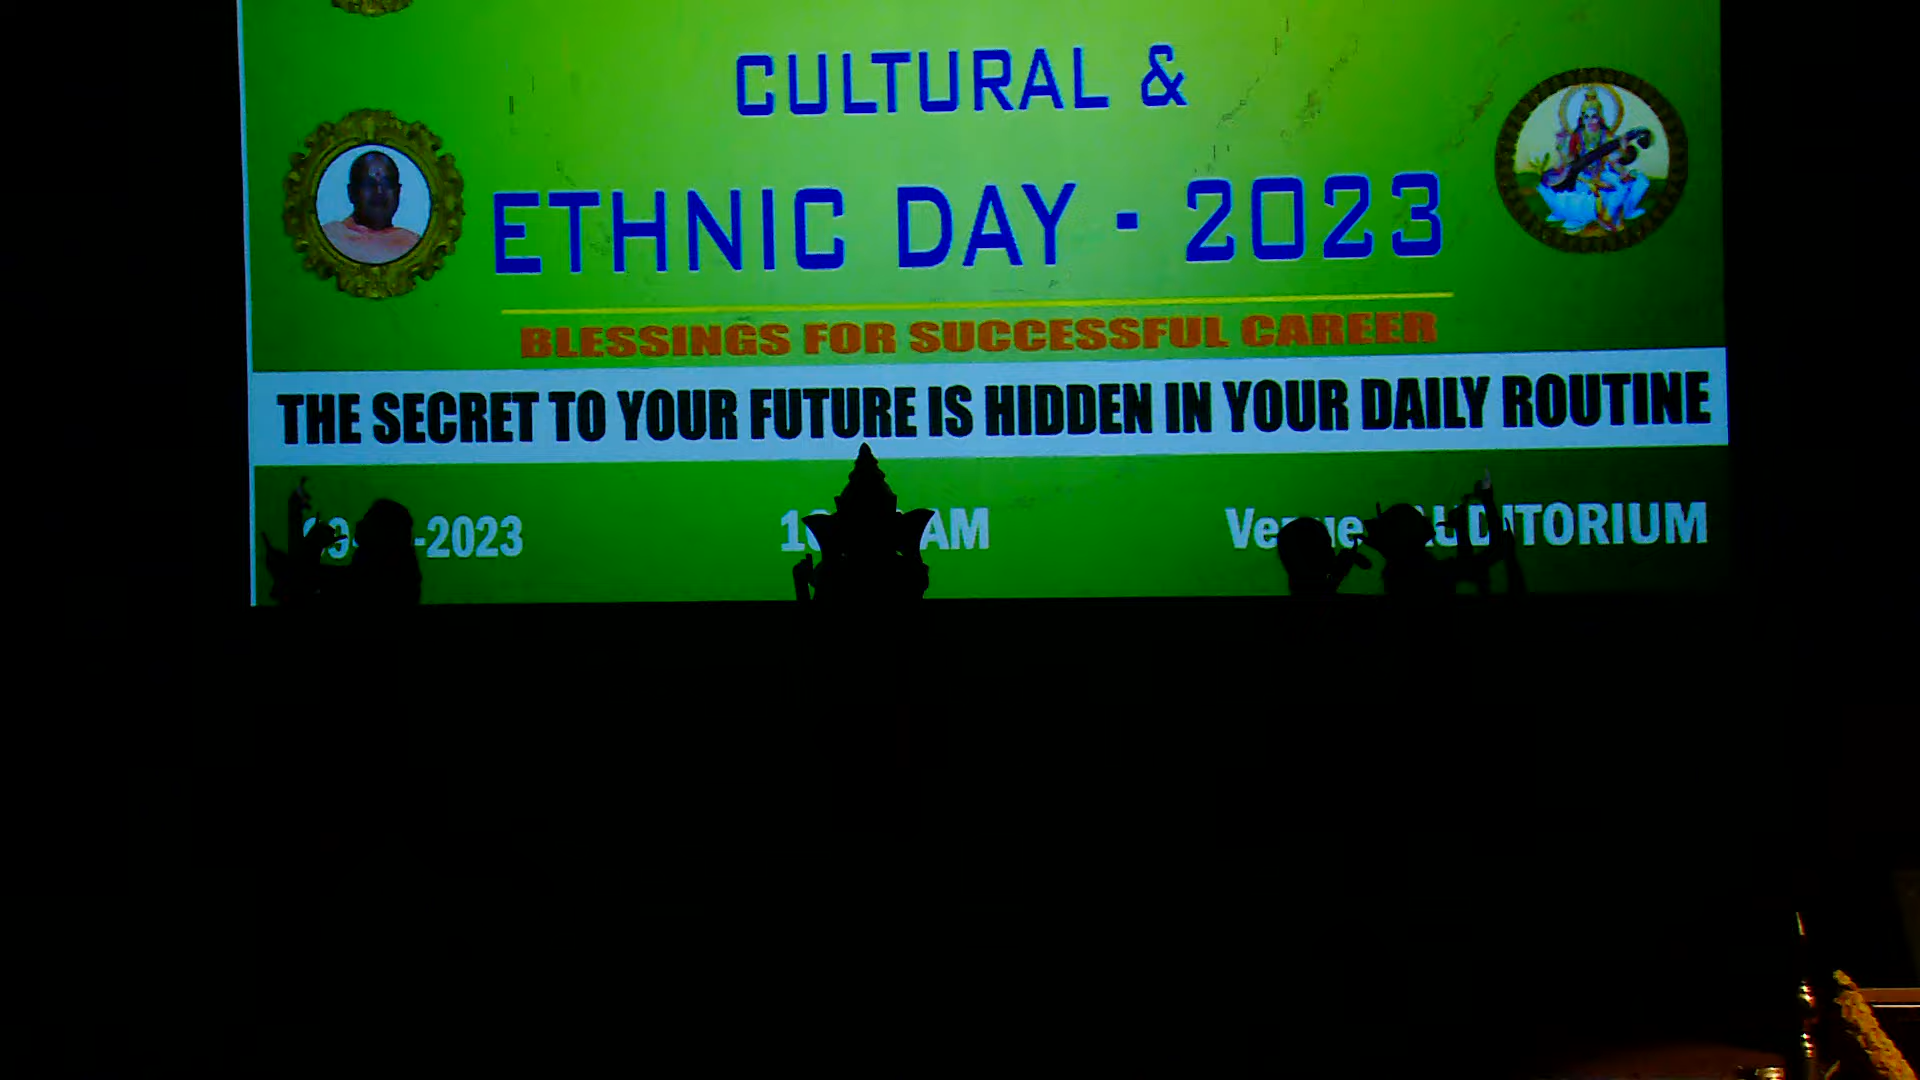 CULTURAL &
ETHNIC DAY - 2023
BLESSINGS FOR SUCCESSFUL CAREER
THE SECRET TO YOUR FUTURE IS HIDDEN IN YOUR DAILY ROUTINE
-2023 AM AUDITORIUM